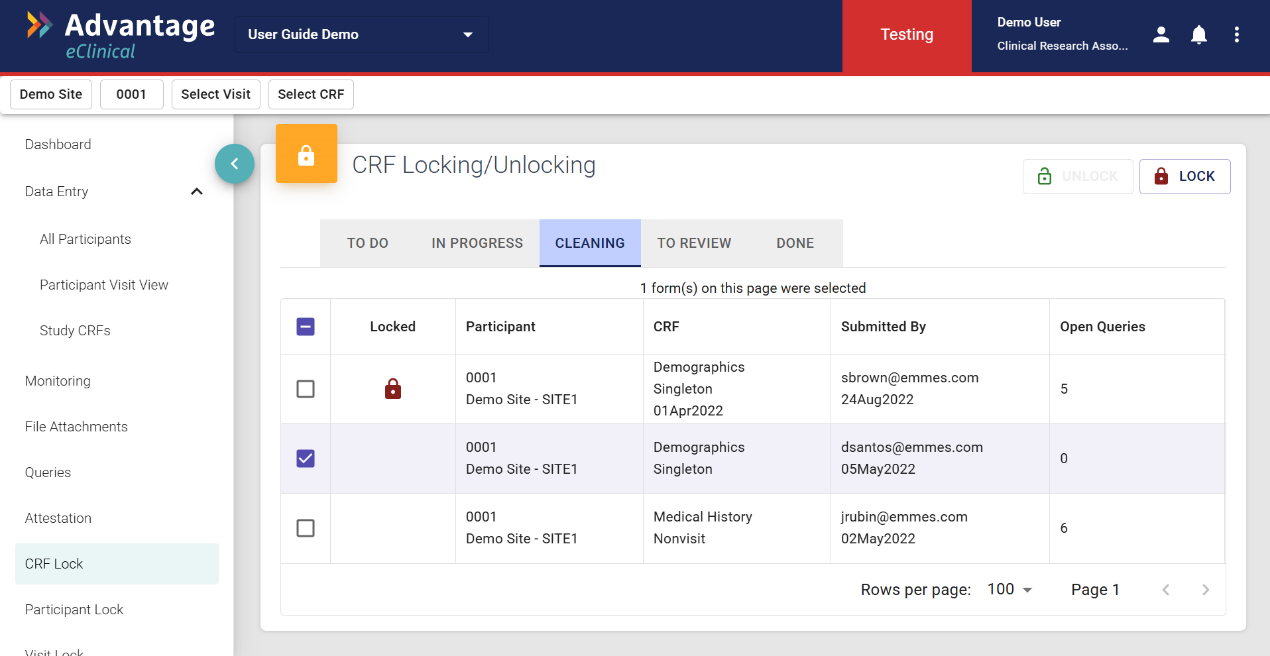 Advantage
eClinical
User Guide Demo
Testing
Demo User
Clinical Research Asso...
Demo Site
0001
Select Visit
Select CRF
Dashboard
Data Entry
All Participants
Participant Visit View
Study CRFs
Monitoring
File Attachments
Queries
Attestation
CRF Lock
Participant Lock
Visit Lock
CRF Locking/Unlocking
UNLOCK
LOCK
TO DO
IN PROGRESS
CLEANING
TO REVIEW
DONE
1 form(s) on this page were selected
Locked
Participant
CRF
Submitted By
Open Queries
0001
Demo Site - SITE1
Demographics
Singleton
01Apr2022
sbrown@emmes.com
24Aug2022
5
0001
Demo Site - SITE1
Demographics
Singleton
dsantos@emmes.com
05May2022
0
0001
Demo Site - SITE1
Medical History
Nonvisit
jrubin@emmes.com
02May2022
6
Rows per page:
100
Page 1